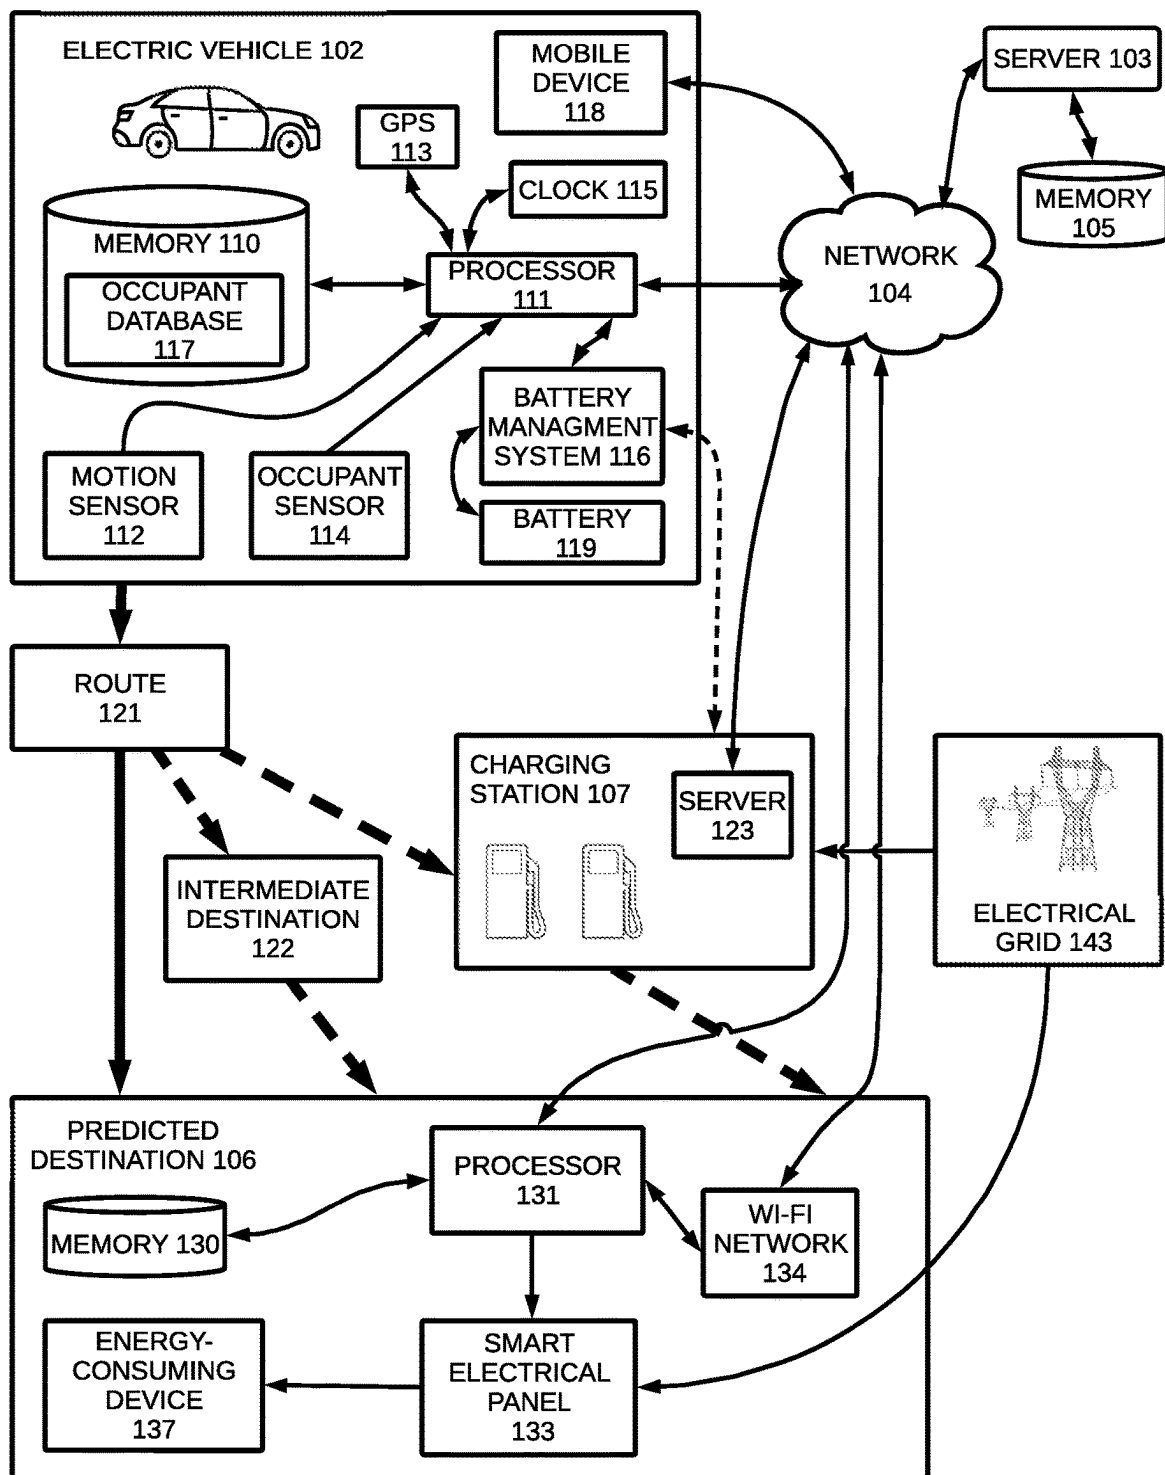 ELECTRIC VEHICLE 102
MOBILE
DEVICE
118
SERVER 103
GPS
113
CLOCK 115
MEMORY
105
MEMORY 110
OCCUPANT
DATABASE
117
PROCESSOR
111
NETWORK
104
BATTERY
MANAGMENT
SYSTEM 116
MOTION
SENSOR
112
OCCUPANT
SENSOR
114
BATTERY
119
ROUTE
121
CHARGING
STATION 107
SERVER
123
INTERMEDIATE
DESTINATION
122
ELECTRICAL
GRID 143
PREDICTED
DESTINATION 106
PROCESSOR
131
MEMORY 130
WI-FI
NETWORK
134
ENERGY-
CONSUMING
DEVICE
137
SMART
ELECTRICAL
PANEL
133